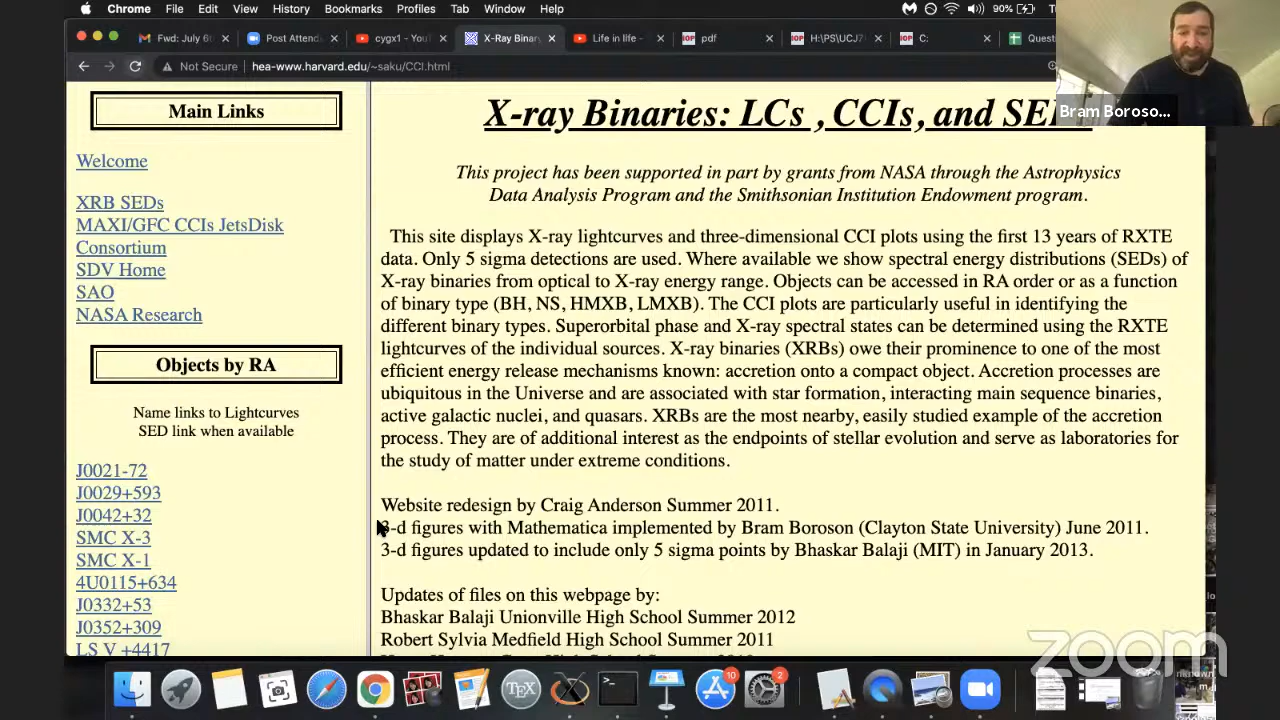 Chrome File Edit View History Bookmarks Profiles Tab Window Help 90%
Fwd: July 6t
Post Attend
cygx1 - You
X-Ray Binar
Life in life -
pdf
H:\PS\UCJ7
C:
Questi
Not Secure hea-www.harvard.edu/~saku/CCI.html
Bram Boroso...
Main Links
Welcome
XRB SEDs
MAXI/GFC CCIs JetsDisk
Consortium
SDV Home
SAO
NASA Research
Objects by RA
Name links to Lightcurves
SED link when available
J0021-72
J0029+593
J0042+32
SMC X-3
SMC X-1
4U0115+634
J0332+53
J0352+309
LS V +4417
X-ray Binaries: LCs , CCIs, and SE
This project has been supported in part by grants from NASA through the Astrophysics
Data Analysis Program and the Smithsonian Institution Endowment program.
This site displays X-ray lightcurves and three-dimensional CCI plots using the first 13 years of RXTE
data. Only 5 sigma detections are used. Where available we show spectral energy distributions (SEDs) of
X-ray binaries from optical to X-ray energy range. Objects can be accessed in RA order or as a function
of binary type (BH, NS, HMXB, LMXB). The CCI plots are particularly useful in identifying the
different binary types. Superorbital phase and X-ray spectral states can be determined using the RXTE
lightcurves of the individual sources. X-ray binaries (XRBs) owe their prominence to one of the most
efficient energy release mechanisms known: accretion onto a compact object. Accretion processes are
ubiquitous in the Universe and are associated with star formation, interacting main sequence binaries,
active galactic nuclei, and quasars. XRBs are the most nearby, easily studied example of the accretion
process. They are of additional interest as the endpoints of stellar evolution and serve as laboratories for
the study of matter under extreme conditions.
Website redesign by Craig Anderson Summer 2011.
3-d figures with Mathematica implemented by Bram Boroson (Clayton State University) June 2011.
3-d figures updated to include only 5 sigma points by Bhaskar Balaji (MIT) in January 2013.
Updates of files on this webpage by:
Bhaskar Balaji Unionville High School Summer 2012
Robert Sylvia Medfield High School Summer 2011
zoom
TEX
10
2